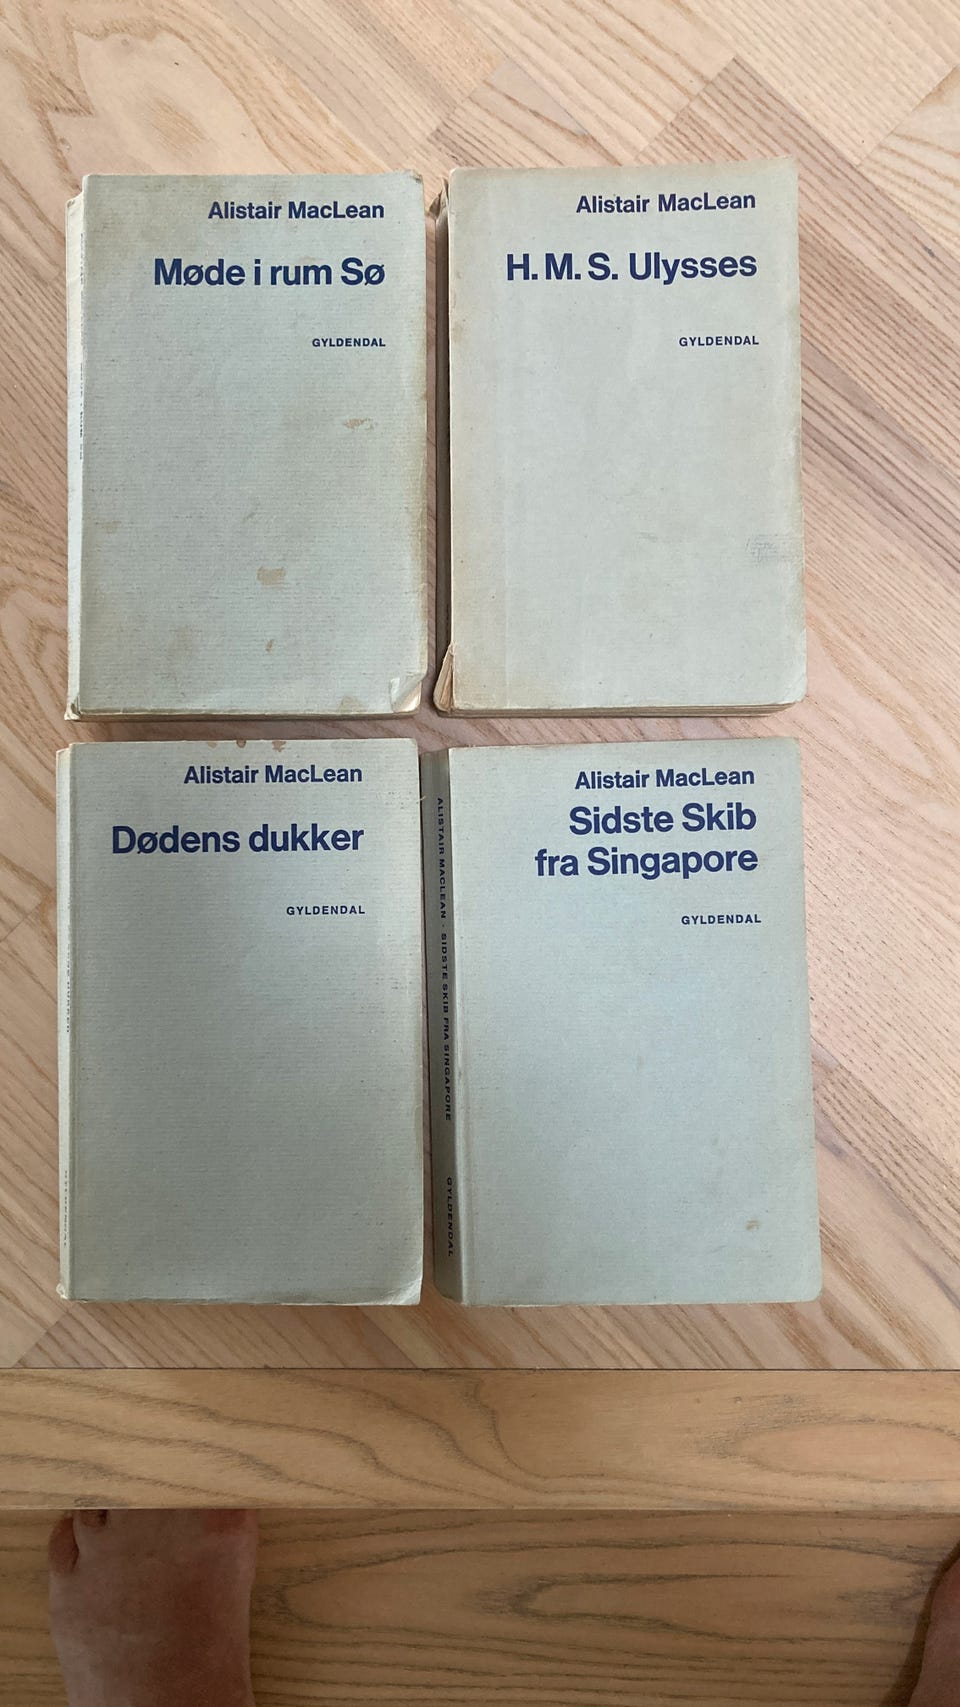 Alistair MacLean
Møde i rum Sø
GYLDENDAL
Alistair MacLean
H. M. S. Ulysses
GYLDENDAL
Alistair MacLean
Dødens dukker
GYLDENDAL
Alistair MacLean
Sidste Skib
fra Singapore
GYLDENDAL
ALISTAIR MACLEAN · SIDSTE SKIB FRA SINGAPORE
GYLDENDAL